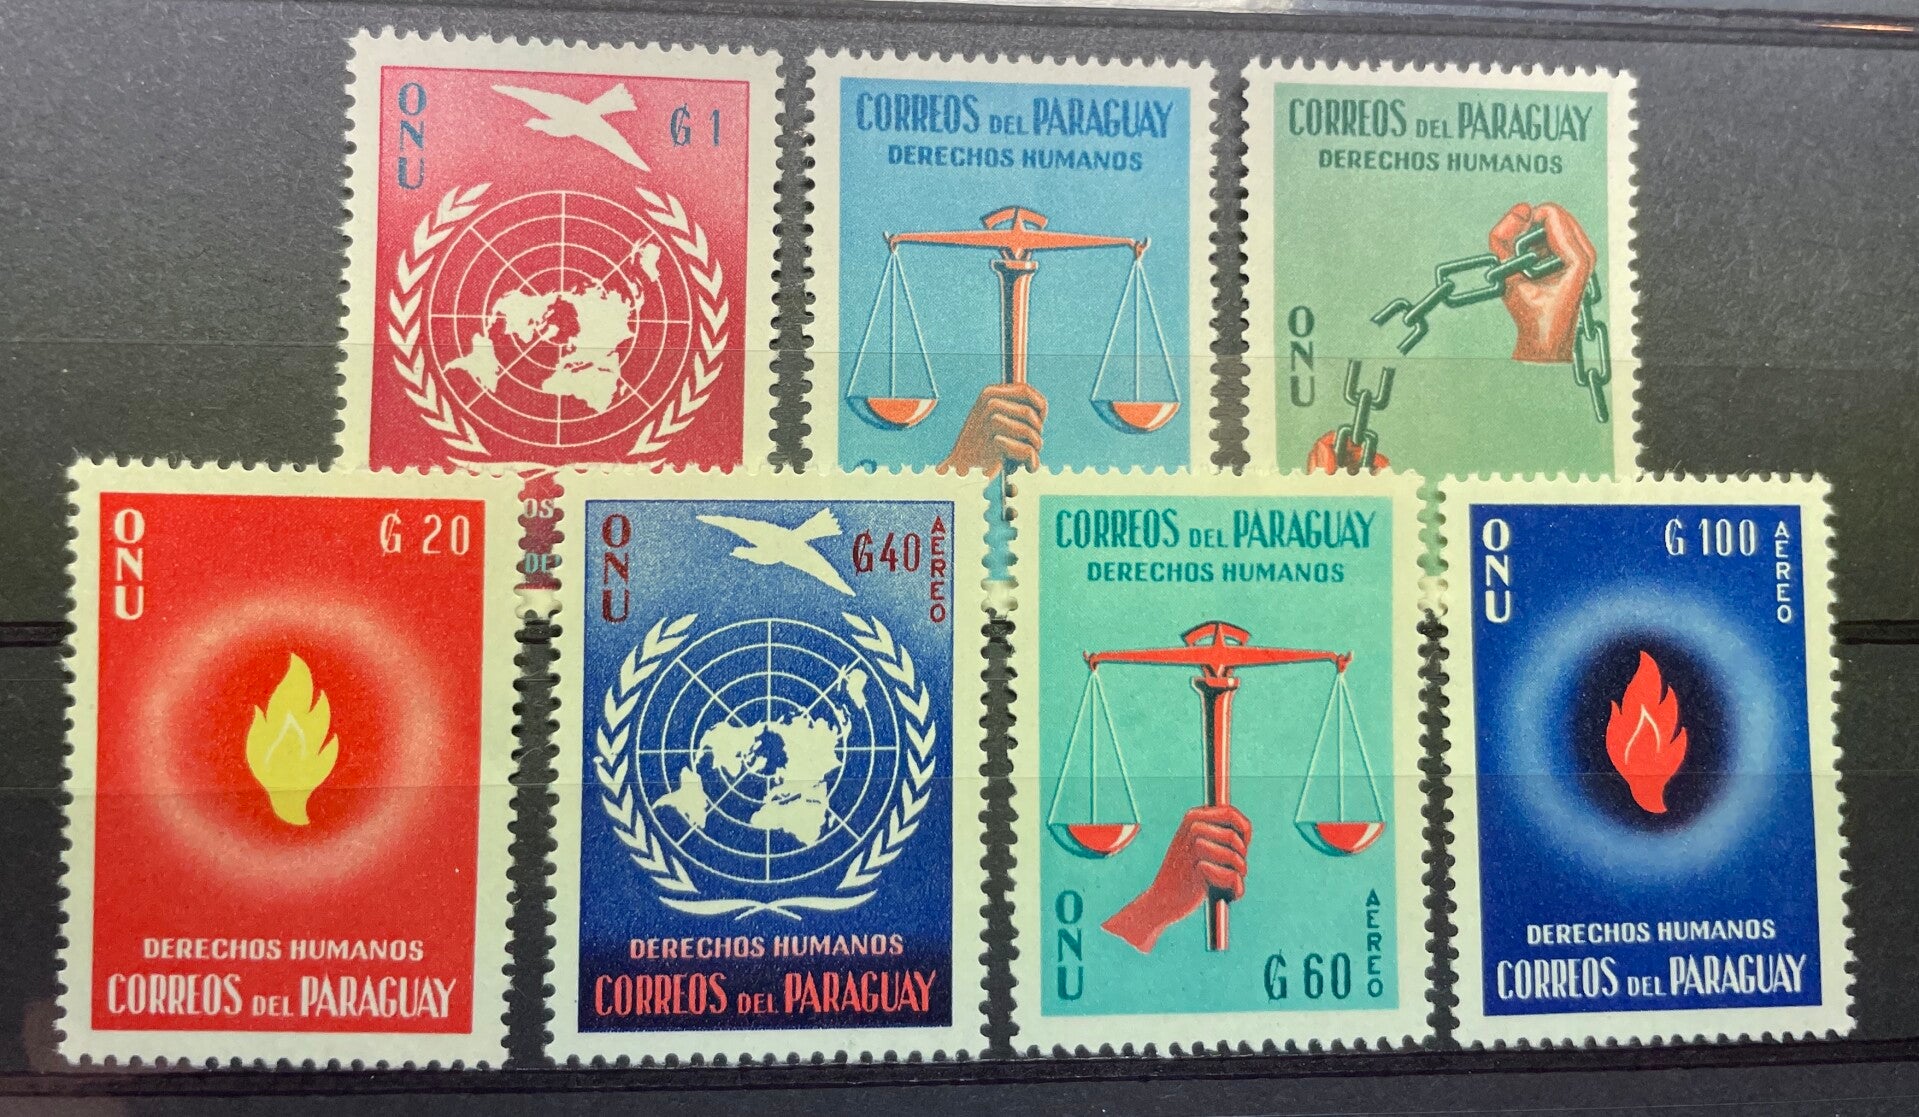 ONU
G 1
CORREOS DEL PARAGUAY
DERECHOS HUMANOS
CORREOS DEL PARAGUAY
DERECHOS HUMANOS
ONU
OS
ONU
G 20
DERECHOS HUMANOS
CORREOS DEL PARAGUAY
ONU
G40
AEREO
DERECHOS HUMANOS
CORREOS DEL PARAGUAY
CORREOS DEL PARAGUAY
DERECHOS HUMANOS
ONU
AEREO
G 60
ONU
G 100
AEREO
DERECHOS HUMANOS
CORREOS DEL PARAGUAY